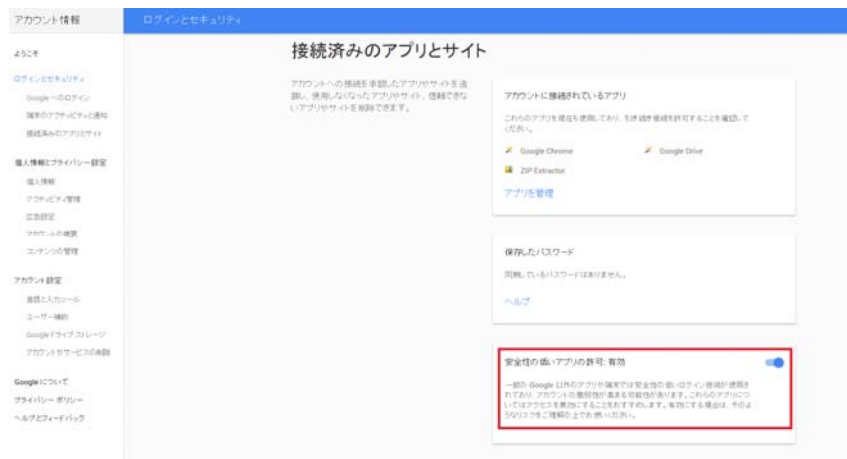 アカウント情報
ログインとセキュリティ
ようこそ
ログインとセキュリティ
Google へのログイン
端末のアクティビティと通知
接続済みのアプリとサイト
個人情報とプライバシー設定
個人情報
アクティビティ管理
広告設定
アカウントの概要
コンテンツの管理
アカウント設定
言語と入力ツール
ユーザー補助
Google ドライブ ストレージ
アカウントやサービスの削除
Google について
プライバシー ポリシー
ヘルプとフィードバック
接続済みのアプリとサイト
アカウントへの接続を承認したアプリやサイトを追
跡し、使用しなくなったアプリやサイト、信頼できな
いアプリやサイトを削除できます。
アカウントに接続されているアプリ
これらのアプリを現在も使用しており、引き続き接続を許可することを確認して
ください。
Google Chrome
Google Drive
ZIP Extractor
アプリを管理
保存したパスワード
同期しているパスワードはありません。
ヘルプ
安全性の低いアプリの許可: 有効
一部の Google 以外のアプリや端末では安全性の低いログイン技術が使用さ
れており、アカウントの脆弱性が高まる可能性があります。これらのアプリにつ
いてはアクセスを無効にすることをおすすめします。有効にする場合は、そのよ
うなリスクをご理解の上でお使いください。